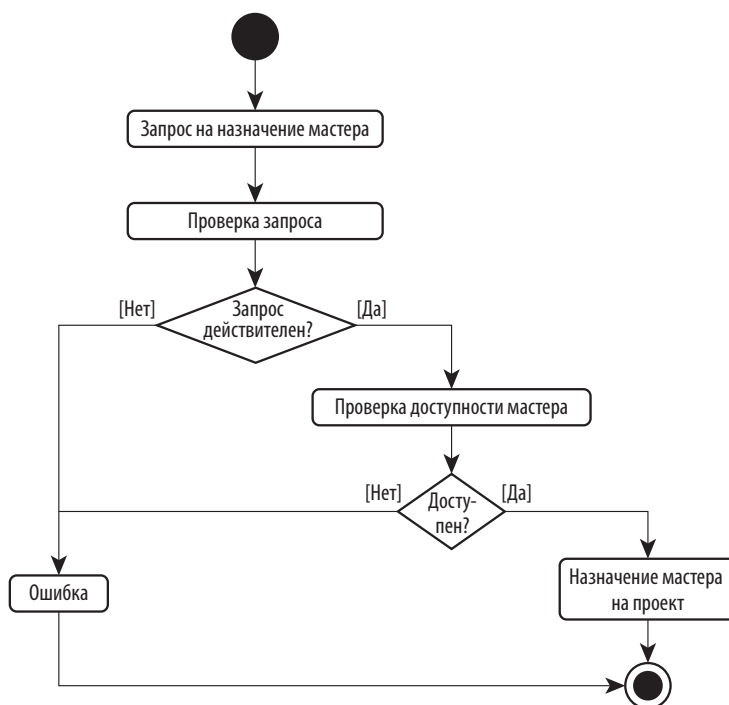 Запрос на назначение мастера
Проверка запроса
[Нет]
Запрос
действителен?
[Да]
Проверка доступности мастера
[Нет]
Досту-
пен?
[Да]
Ошибка
Назначение мастера
на проект